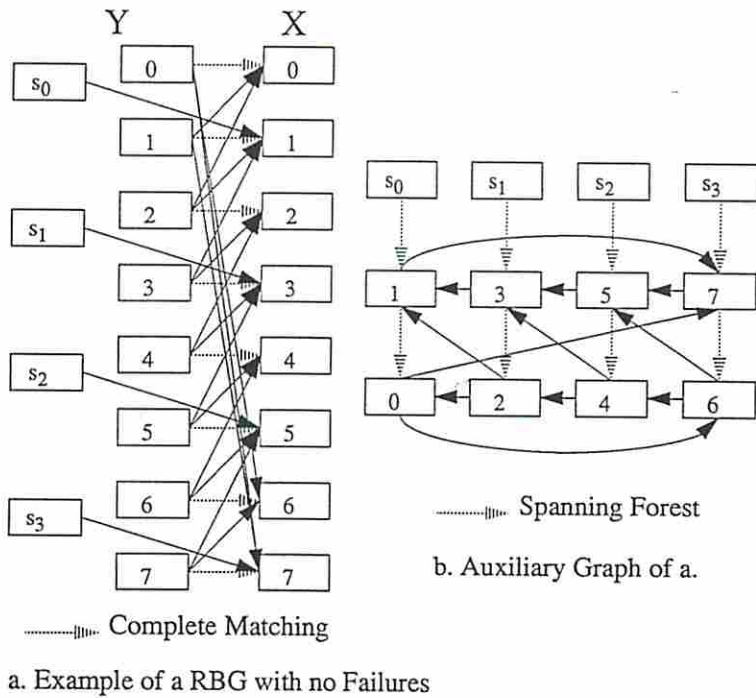 Y X
0 0
s0
1 1
2 2
s1
3 3
4 4
s2
5 5
6 6
s3
7 7
Complete Matching
a. Example of a RBG with no Failures
s0 s1 s2 s3
1 3 5 7
0 2 4 6
Spanning Forest
b. Auxiliary Graph of a.